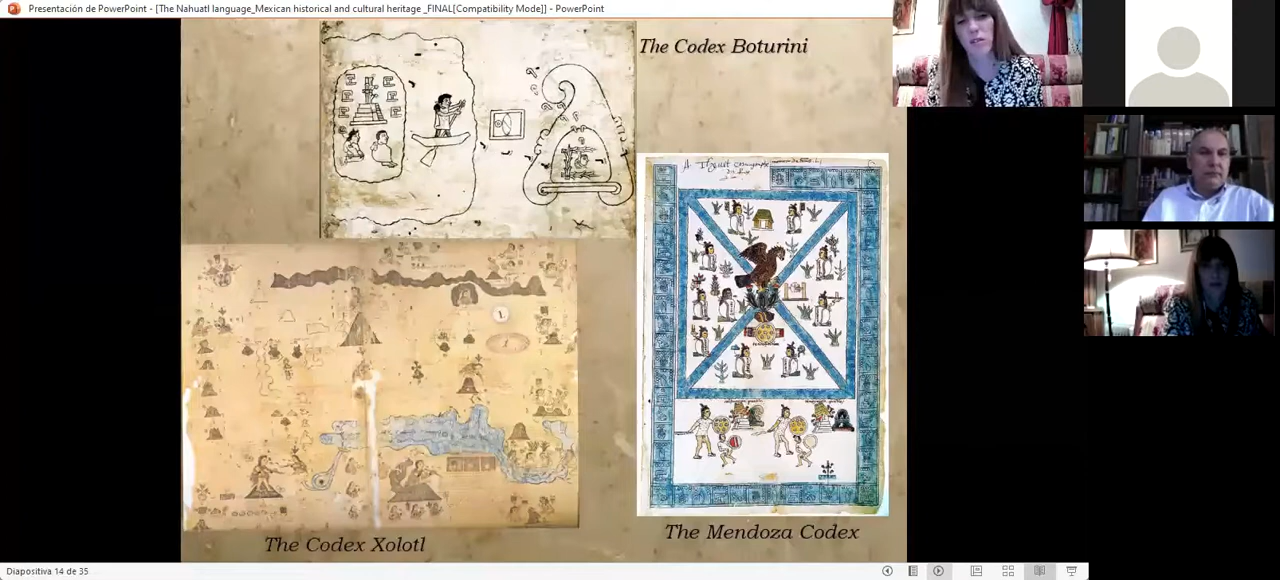 Presentación de PowerPoint - [The Nahuatl language_Mexican historical and cultural heritage _FINAL[Compatibility Mode]] - PowerPoint
The Codex Boturini
The Codex Xolotl
The Mendoza Codex
Diapositiva 14 de 35